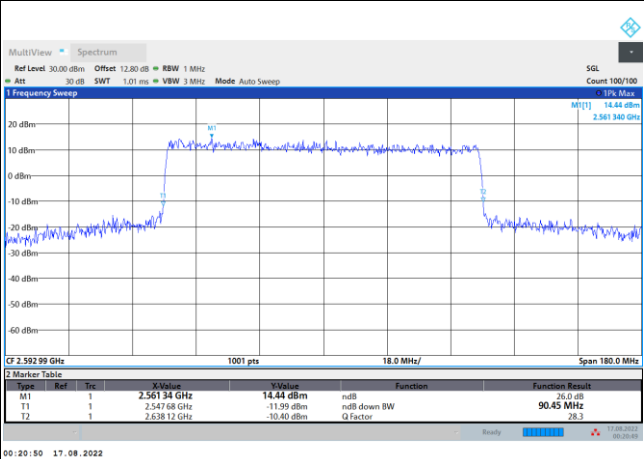 MultiView Spectrum
Ref Level 30.00 dBm Offset 12.80 dB RBW 1 MHz SGL
Att 30 dB SWT 1.01 ms VBW 3 MHz Mode Auto Sweep Count 100/100
1 Frequency Sweep 1Pk Max
M1[1] 14.44 dBm
2.561 340 GHz
M1
20 dBm
10 dBm
0 dBm
T1 T2
-10 dBm
-20 dBm
-30 dBm
-40 dBm
-50 dBm
-60 dBm
CF 2.592 99 GHz 1001 pts 18.0 MHz/ Span 180.0 MHz
2 Marker Table
Type Ref Trc X-Value Y-Value Function Function Result
M1 1 2.561 34 GHz 14.44 dBm ndB 26.0 dB
T1 1 2.547 68 GHz -11.99 dBm ndB down BW 90.45 MHz
T2 1 2.638 12 GHz -10.40 dBm Q Factor 28.3
Ready 17.08.2022
00:20:49
00:20:50 17.08.2022